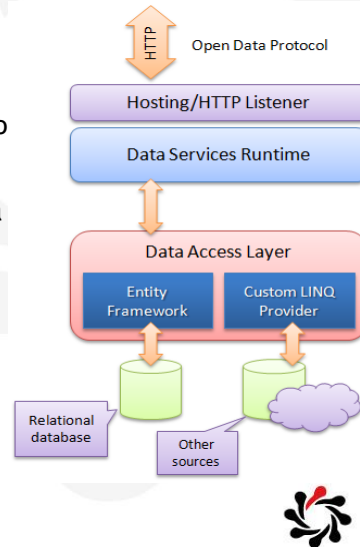 HTTP
Open Data Protocol
Hosting/HTTP Listener
Data Services Runtime
Data Access Layer
Entity
Framework
Custom LINQ
Provider
Relational
database
Other
sources